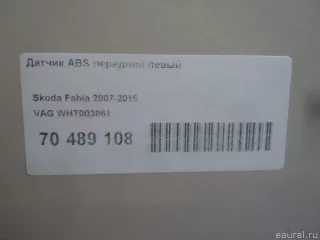 Датчик ABS передний левый
Skoda Fabia 2007-2015
VAG WHT003861
70 489 108
eaural.ru